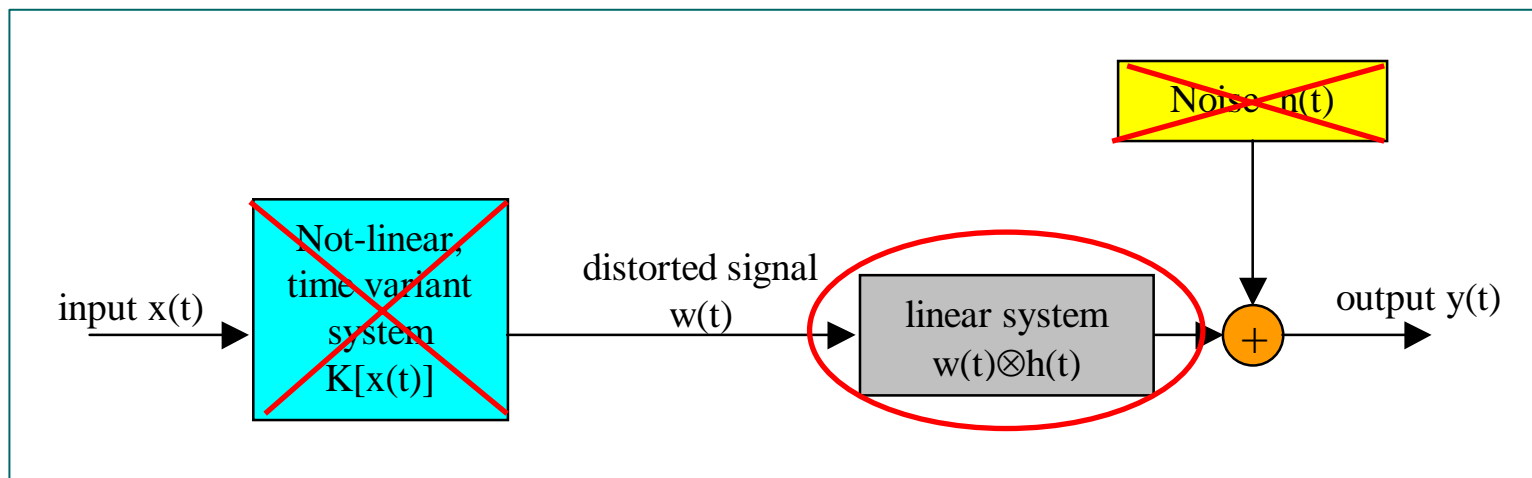 Noise n(t)
Not-linear,
time variant
system
K[x(t)]
input x(t)
distorted signal
w(t)
linear system
w(t)⊗h(t)
+
output y(t)